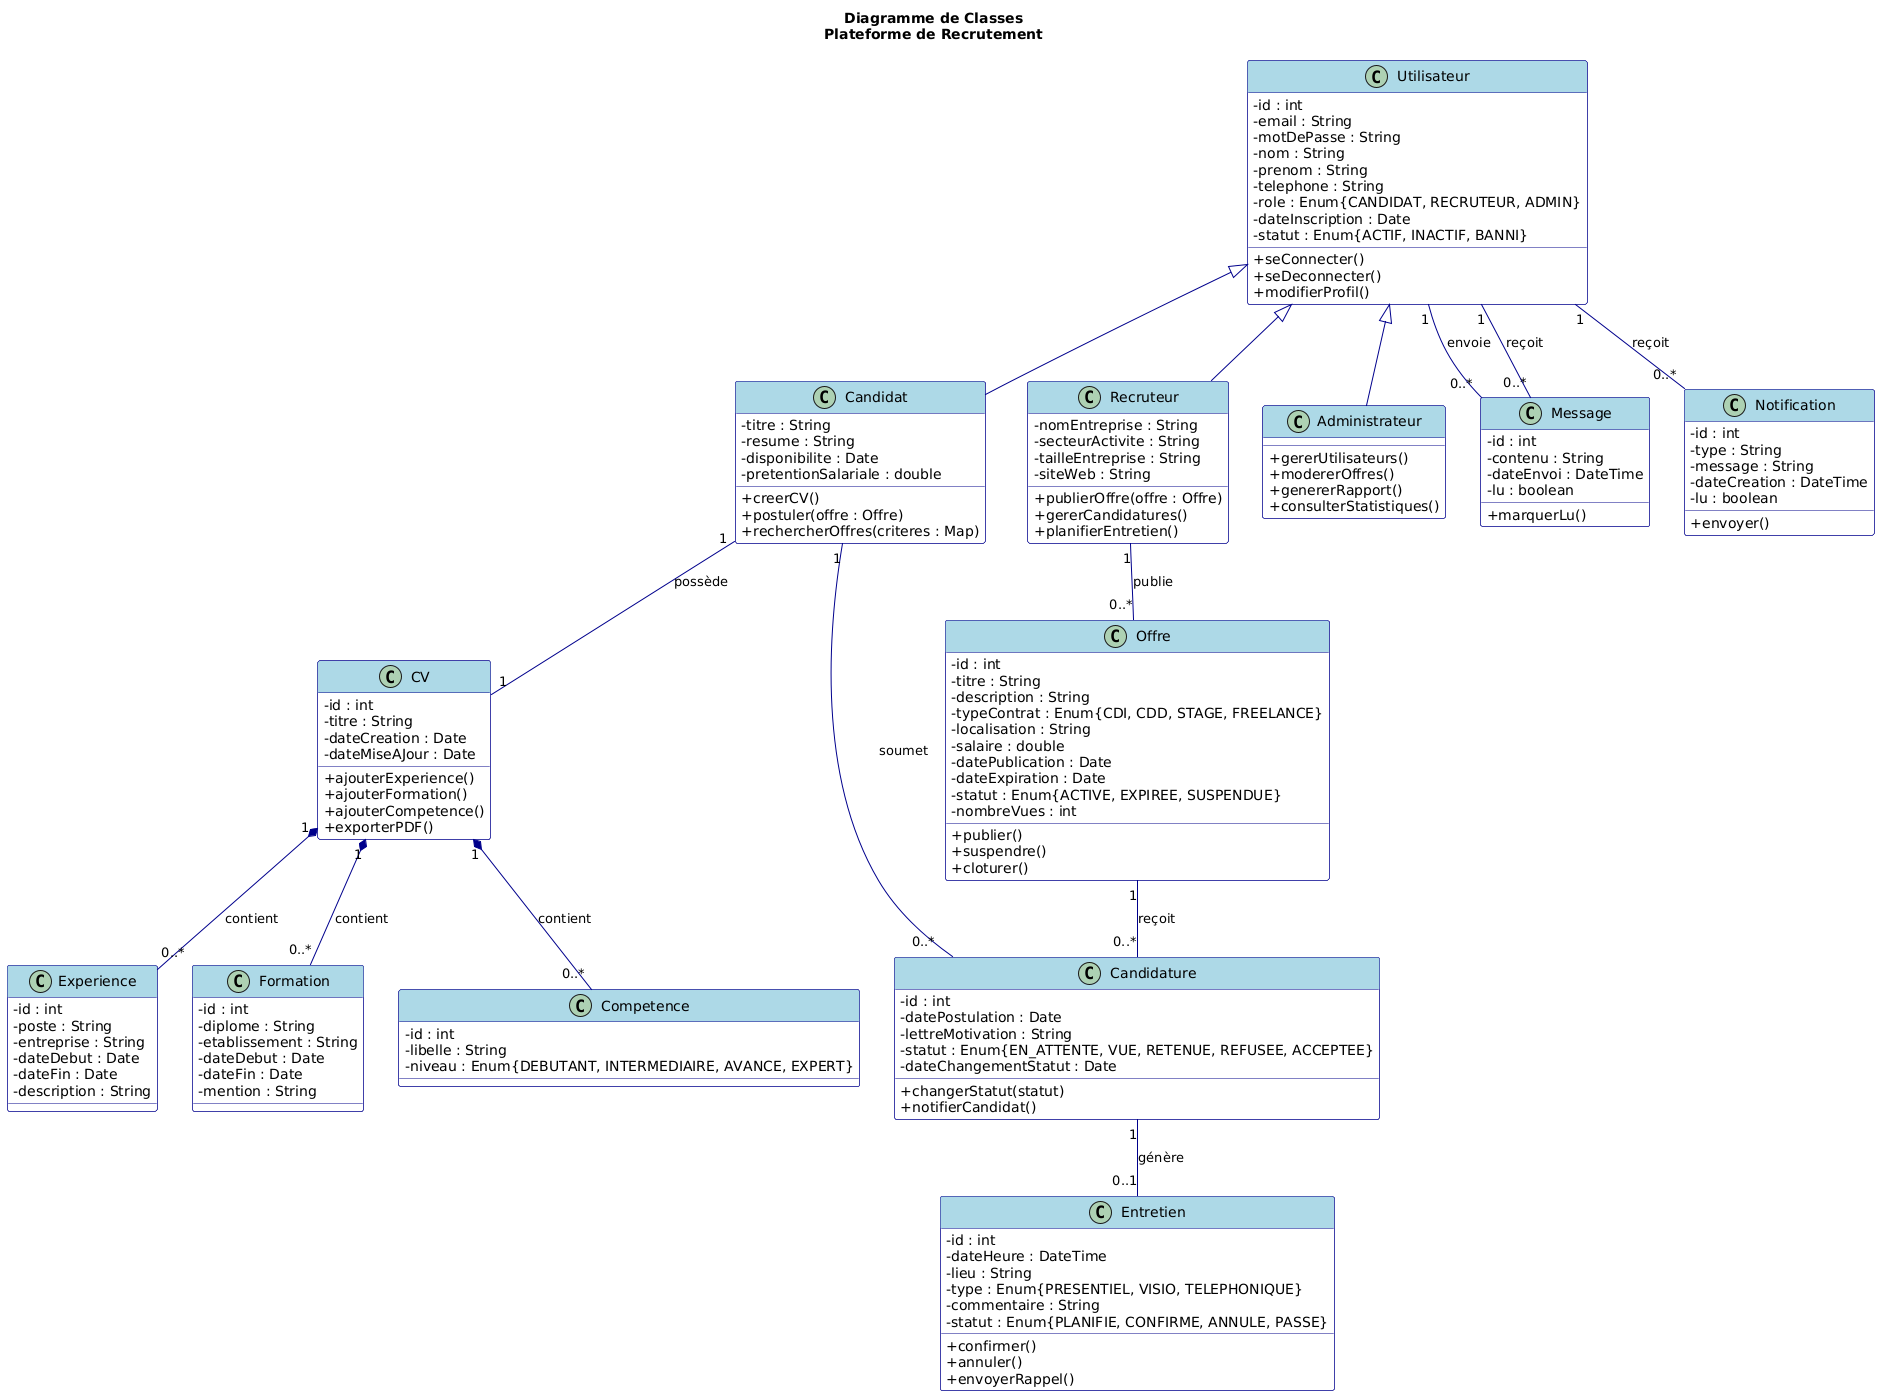 Diagramme de Classes
Plateforme de Recrutement
C Utilisateur
-id : int
-email : String
-motDePasse : String
-nom : String
-prenom : String
-telephone : String
-role : Enum{CANDIDAT, RECRUTEUR, ADMIN}
-dateInscription : Date
-statut : Enum{ACTIF, INACTIF, BANNI}
+seConnecter()
+seDeconnecter()
+modifierProfil()
1
envoie
0..*
1
reçoit
0..*
1
reçoit
0..*
C Candidat
-titre : String
-resume : String
-disponibilite : Date
-pretentionSalariale : double
+creerCV()
+postuler(offre : Offre)
+rechercherOffres(criteres : Map)
C Recruteur
-nomEntreprise : String
-secteurActivite : String
-tailleEntreprise : String
-siteWeb : String
+publierOffre(offre : Offre)
+gererCandidatures()
+planifierEntretien()
C Administrateur
+gererUtilisateurs()
+modererOffres()
+genererRapport()
+consulterStatistiques()
C Message
-id : int
-contenu : String
-dateEnvoi : DateTime
-lu : boolean
+marquerLu()
C Notification
-id : int
-type : String
-message : String
-dateCreation : DateTime
-lu : boolean
+envoyer()
1
possède
1
1
soumet
0..*
1
publie
0..*
C CV
-id : int
-titre : String
-dateCreation : Date
-dateMiseAJour : Date
+ajouterExperience()
+ajouterFormation()
+ajouterCompetence()
+exporterPDF()
C Offre
-id : int
-titre : String
-description : String
-typeContrat : Enum{CDI, CDD, STAGE, FREELANCE}
-localisation : String
-salaire : double
-datePublication : Date
-dateExpiration : Date
-statut : Enum{ACTIVE, EXPIREE, SUSPENDUE}
-nombreVues : int
+publier()
+suspendre()
+cloturer()
1
contient
0..*
1
contient
0..*
1
contient
0..*
1
reçoit
0..*
C Experience
-id : int
-poste : String
-entreprise : String
-dateDebut : Date
-dateFin : Date
-description : String
C Formation
-id : int
-diplome : String
-etablissement : String
-dateDebut : Date
-dateFin : Date
-mention : String
C Competence
-id : int
-libelle : String
-niveau : Enum{DEBUTANT, INTERMEDIAIRE, AVANCE, EXPERT}
C Candidature
-id : int
-datePostulation : Date
-lettreMotivation : String
-statut : Enum{EN_ATTENTE, VUE, RETENUE, REFUSEE, ACCEPTEE}
-dateChangementStatut : Date
+changerStatut(statut)
+notifierCandidat()
1
génère
0..1
C Entretien
-id : int
-dateHeure : DateTime
-lieu : String
-type : Enum{PRESENTIEL, VISIO, TELEPHONIQUE}
-commentaire : String
-statut : Enum{PLANIFIE, CONFIRME, ANNULE, PASSE}
+confirmer()
+annuler()
+envoyerRappel()